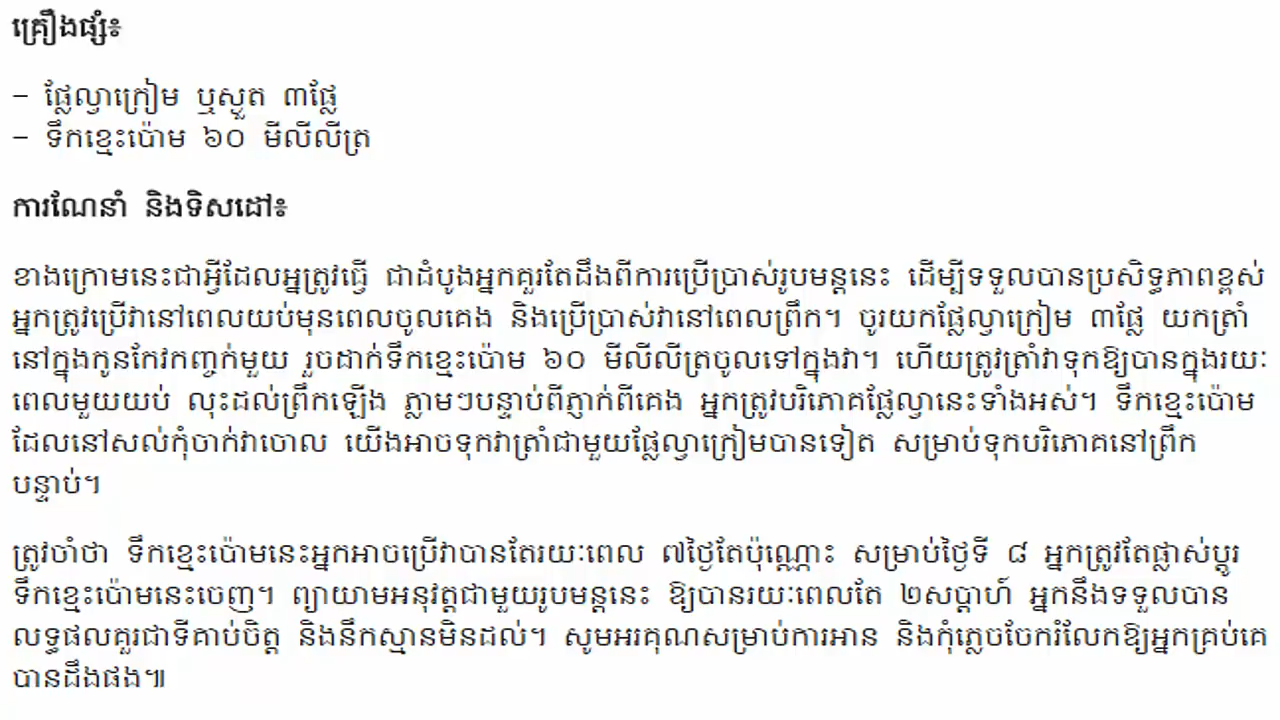 គ្រឿងផ្សំ៖
– ផ្លែល្វាក្រៀម ឬស្ងួត ៣ផ្លែ
– ទឹកខ្មេះប៉ោម ៦០ មីលីលីត្រ
ការណែនាំ និងទិសដៅ៖
ខាងក្រោមនេះជាអ្វីដែលអ្នត្រូវធ្វើ ជាដំបូងអ្នកគួរតែដឹងពីការប្រើប្រាស់រូបមន្តនេះ ដើម្បីទទួលបានប្រសិទ្ធភាពខ្ពស់
អ្នកត្រូវប្រើវានៅពេលយប់មុនពេលចូលគេង និងប្រើប្រាស់វានៅពេលព្រឹក។ ចូរយកផ្លែល្វាក្រៀម ៣ផ្លែ យកត្រាំ
នៅក្នុងកូនកែវកញ្ចក់មួយ រួចដាក់ទឹកខ្មេះប៉ោម ៦០ មីលីលីត្រចូលទៅក្នុងវា។ ហើយត្រូវត្រាំវាទុកឱ្យបានក្នុងរយៈ
ពេលមួយយប់ លុះដល់ព្រឹកឡើង ភ្លាមៗបន្ទាប់ពីភ្ញាក់ពីគេង អ្នកត្រូវបរិភោគផ្លែល្វានេះទាំងអស់។ ទឹកខ្មេះប៉ោម
ដែលនៅសល់កុំចាក់វាចោល យើងអាចទុកវាត្រាំជាមួយផ្លែល្វាក្រៀមបានទៀត សម្រាប់ទុកបរិភោគនៅព្រឹក
បន្ទាប់។
ត្រូវចាំថា ទឹកខ្មេះប៉ោមនេះអ្នកអាចប្រើវាបានតែរយៈពេល ៧ថ្ងៃតែប៉ុណ្ណោះ សម្រាប់ថ្ងៃទី ៨ អ្នកត្រូវតែផ្លាស់ប្ដូរ
ទឹកខ្មេះប៉ោមនេះចេញ។ ព្យាយាមអនុវត្តជាមួយរូបមន្តនេះ ឱ្យបានរយៈពេលតែ ២សប្ដាហ៍ អ្នកនឹងទទួលបាន
លទ្ធផលគួរជាទីគាប់ចិត្ត និងនឹកស្មានមិនដល់។ សូមអរគុណសម្រាប់ការអាន និងកុំភ្លេចចែករំលែកឱ្យអ្នកគ្រប់គេ
បានដឹងផង៕